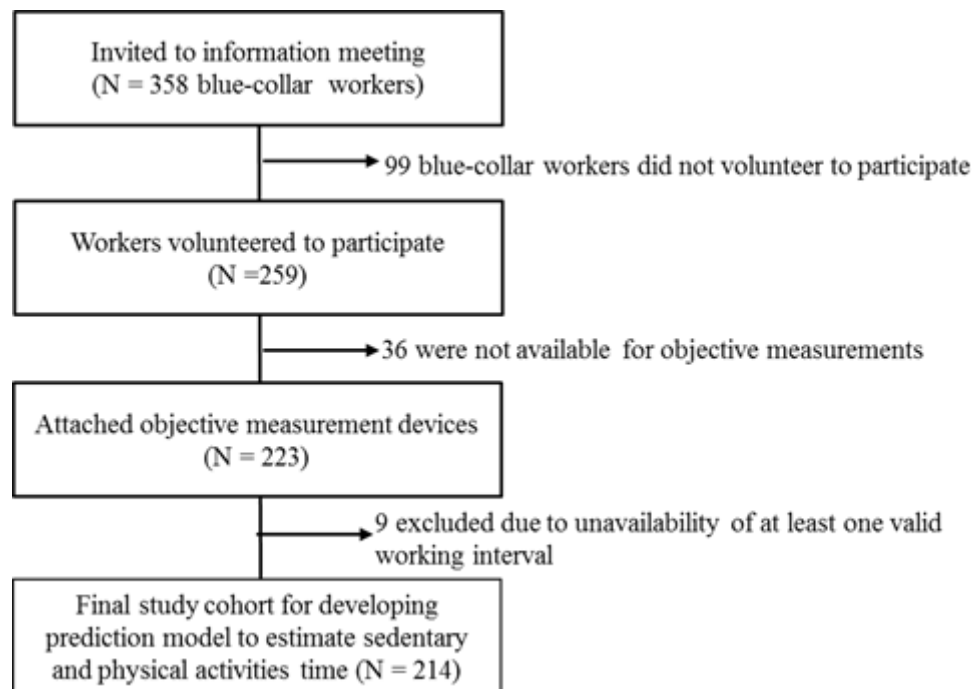 Invited to information meeting
(N = 358 blue-collar workers)
99 blue-collar workers did not volunteer to participate
Workers volunteered to participate
(N =259)
36 were not available for objective measurements
Attached objective measurement devices
(N = 223)
9 excluded due to unavailability of at least one valid
working interval
Final study cohort for developing
prediction model to estimate sedentary
and physical activities time (N = 214)